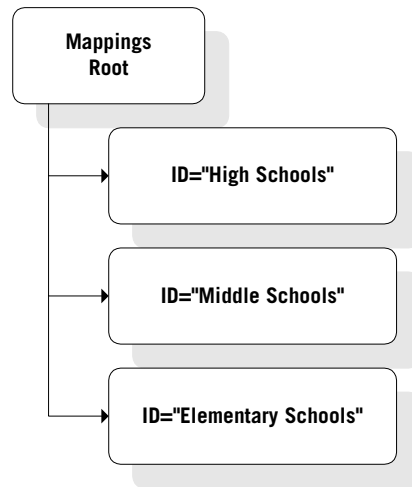 Mappings
Root
ID="High Schools"
ID="Middle Schools"
ID="Elementary Schools"